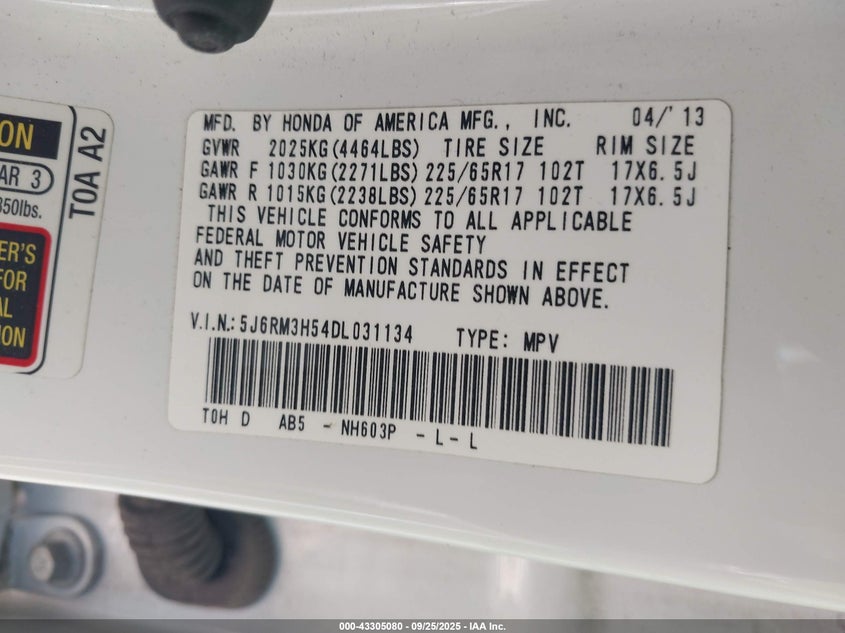 ON
AR 3
850lbs.
ER'S
FOR
AL
ION
T0A A2
MFD. BY HONDA OF AMERICA MFG., INC. 04/'13
GVWR 2025KG(4464LBS) TIRE SIZE RIM SIZE
GAWR F 1030KG(2271LBS) 225/65R17 102T 17X6.5J
GAWR R 1015KG(2238LBS) 225/65R17 102T 17X6.5J
THIS VEHICLE CONFORMS TO ALL APPLICABLE
FEDERAL MOTOR VEHICLE SAFETY
AND THEFT PREVENTION STANDARDS IN EFFECT
ON THE DATE OF MANUFACTURE SHOWN ABOVE.
V.I.N.:5J6RM3H54DL031134 TYPE: MPV
T0H D AB5 - NH603P - L - L
000-43305080 - 09/25/2025 - IAA Inc.